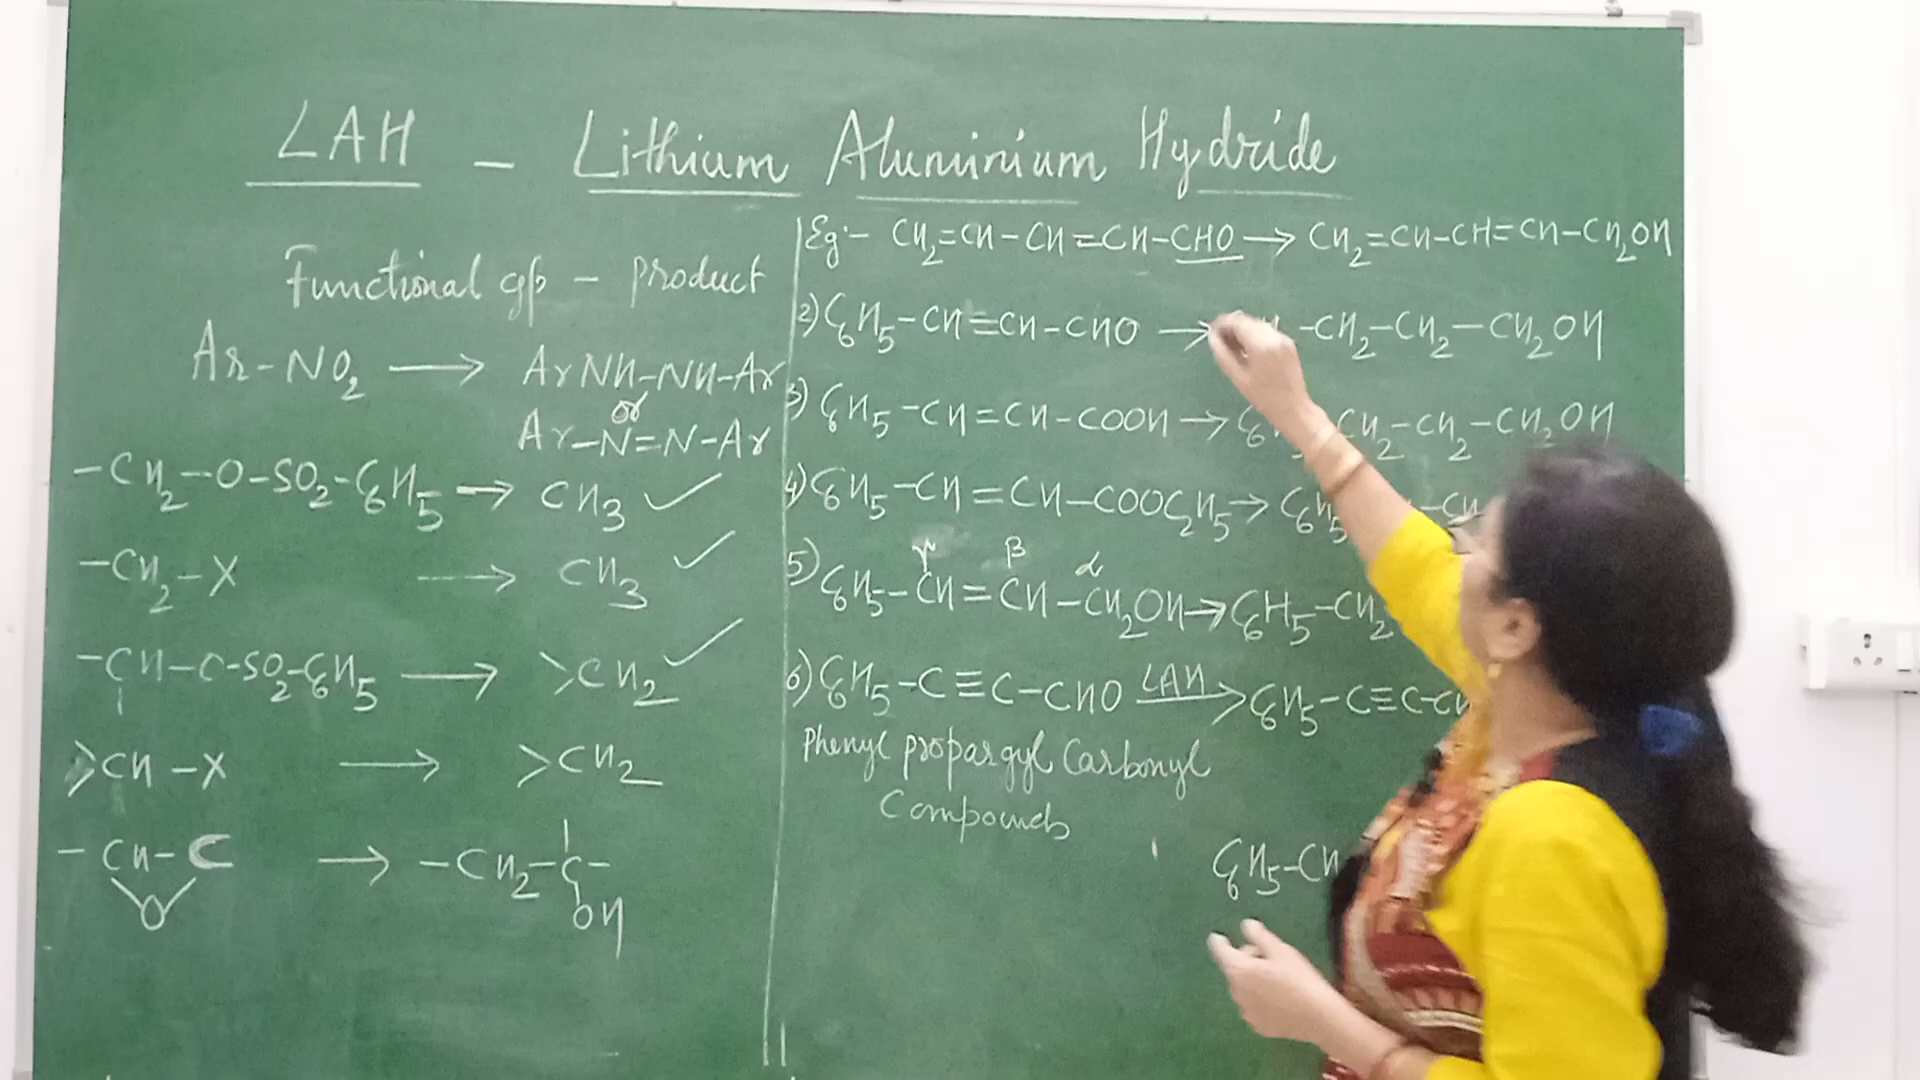 LAH - Lithium Aluminium Hydride
Functional gp - product
Ar-NO2 → ArNH-NH-Ar
or
Ar-N=N-Ar
-CH2-O-SO2-C6H5 → CH3 ✓
-CH2-X → CH3 ✓
-CH-O-SO2-C6H5 → >CH2 ✓
>CH-X → >CH2
-CH-C → -CH2-C-
O
OH
Eg:- CH2=CH-CH=CH-CHO → CH2=CH-CH=CH-CH2OH
2) C6H5-CH=CH-CHO → -CH2-CH2-CH2OH
3) C6H5-CH=CH-COOH → C6H5-CH2-CH2-CH2OH
4) C6H5-CH=CH-COOC2H5 → C6H5
γ β α
5) C6H5-CH=CH-CH2OH → C6H5-CH2
6) C6H5-C≡C-CHO LAH → C6H5-C≡C-CH
Phenyl propargyl Carbonyl
Compounds
C6H5-CH